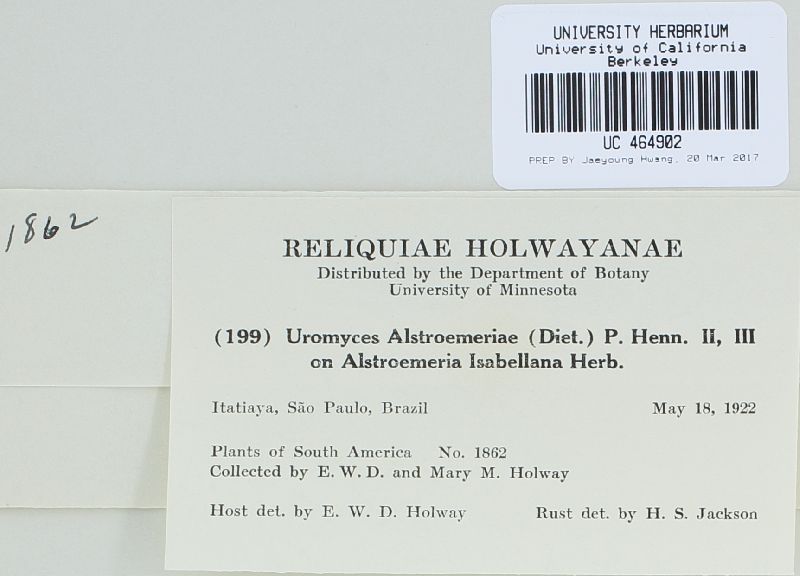 UNIVERSITY HERBARIUM
University of California
Berkeley
UC 464902
PREP BY Jaeyoung Hwang, 20 Mar 2017
1862
RELIQUIAE HOLWAYANAE
Distributed by the Department of Botany
University of Minnesota
(199) Uromyces Alstroemeriae (Diet.) P. Henn. II, III
on Alstroemeria Isabellana Herb.
Itatiaya, São Paulo, Brazil May 18, 1922
Plants of South America No. 1862
Collected by E. W. D. and Mary M. Holway
Host det. by E. W. D. Holway Rust det. by H. S. Jackson